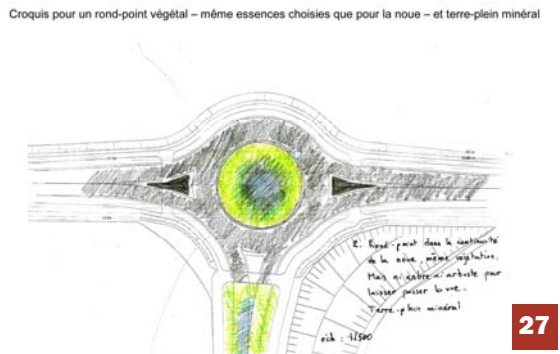 Croquis pour un rond-point végétal – même essences choisies que pour la noue – et terre-plein minéral
2. Rond-point dans la continuité
de la noue, même végétation.
Mais ni arbre ni arbuste pour
laisser passer la vue.
Terre-plein minéral
éch : 1/500
27